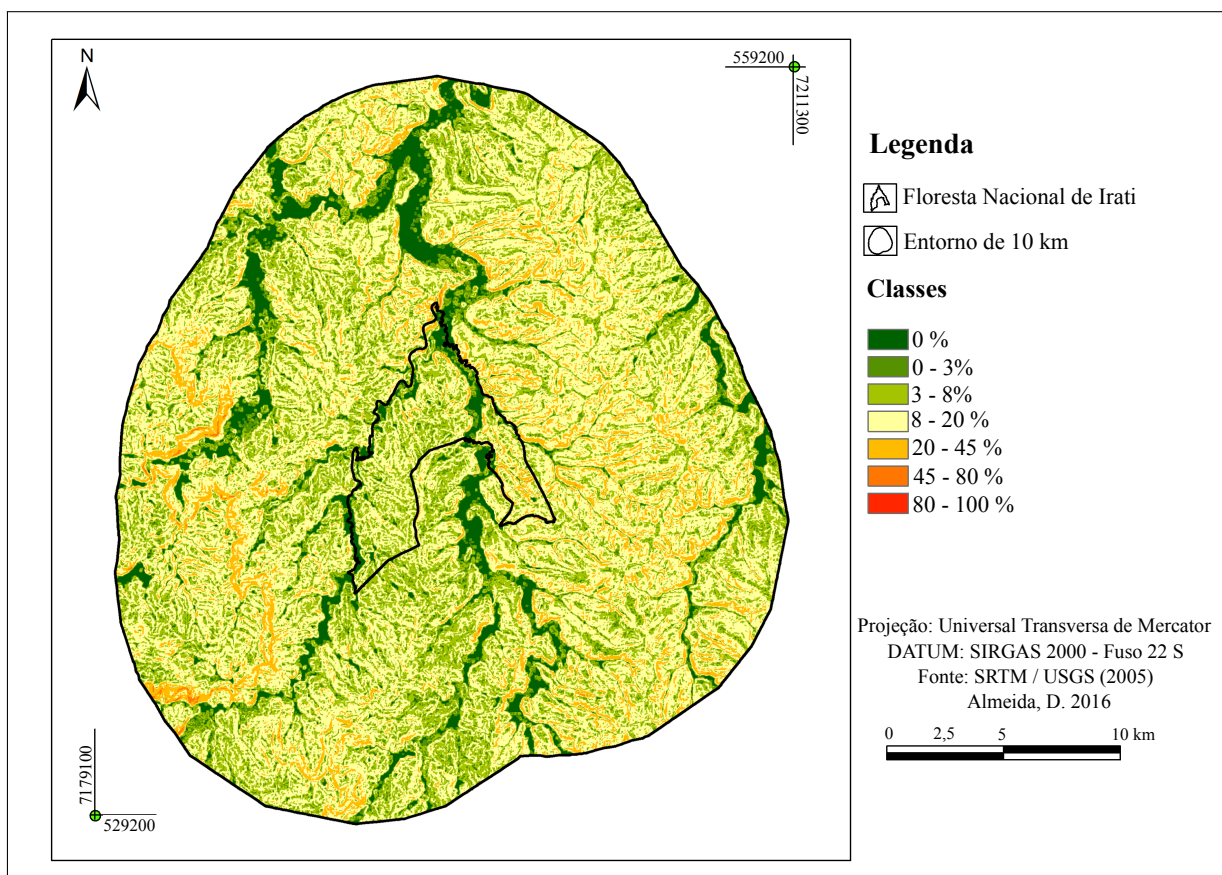 N
559200
7211300
7179100
529200
Legenda
Floresta Nacional de Irati
Entorno de 10 km
Classes
0 %
0 - 3%
3 - 8%
8 - 20 %
20 - 45 %
45 - 80 %
80 - 100 %
Projeção: Universal Transversa de Mercator
DATUM: SIRGAS 2000 - Fuso 22 S
Fonte: SRTM / USGS (2005)
Almeida, D. 2016
0 2,5 5 10 km